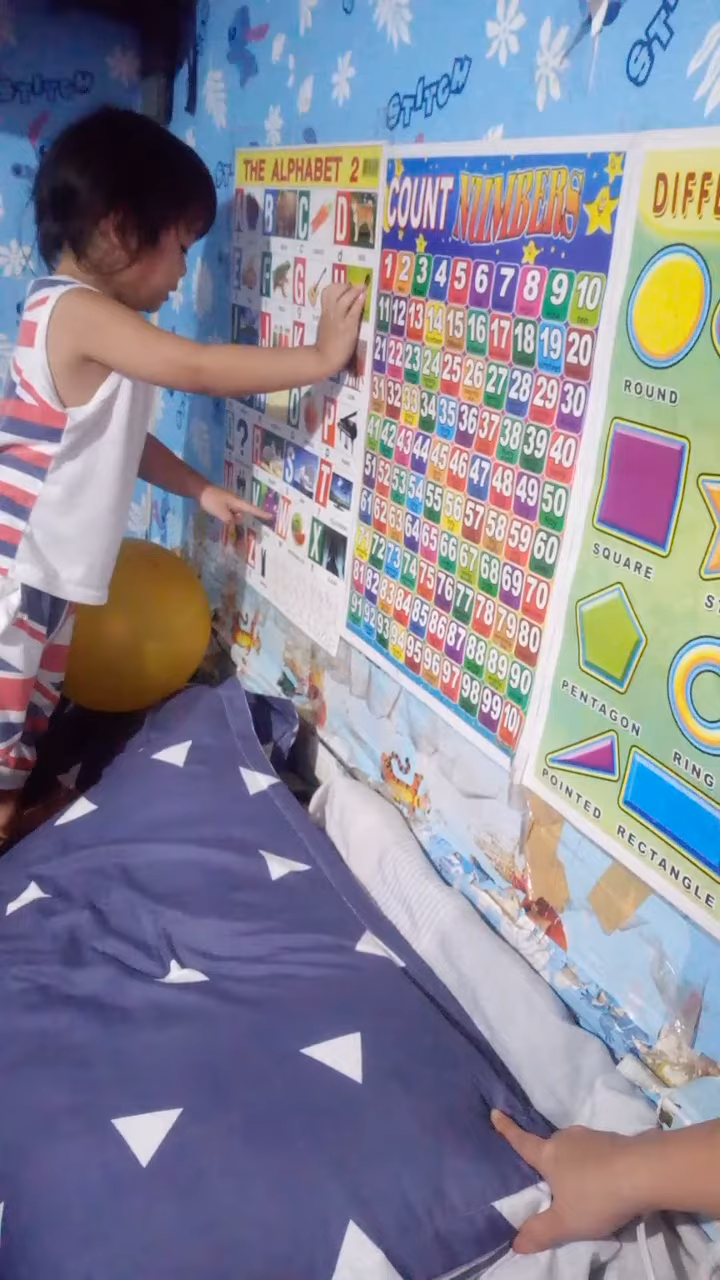 STITCH
STITCH
ST
THE ALPHABET 2
A B C D
F G H
J K
P
? R S T
V W X
Z
COUNT NUMBERS
1 2 3 4 5 6 7 8 9 10
11 12 13 14 15 16 17 18 19 20
21 22 23 24 25 26 27 28 29 30
31 32 33 34 35 36 37 38 39 40
41 42 43 44 45 46 47 48 49 50
51 52 53 54 55 56 57 58 59 60
61 62 63 64 65 66 67 68 69 70
71 72 73 74 75 76 77 78 79 80
81 82 83 84 85 86 87 88 89 90
91 92 93 94 95 96 97 98 99 10
DIFFE
ROUND
SQUARE
ST
PENTAGON
RING
POINTED
RECTANGLE